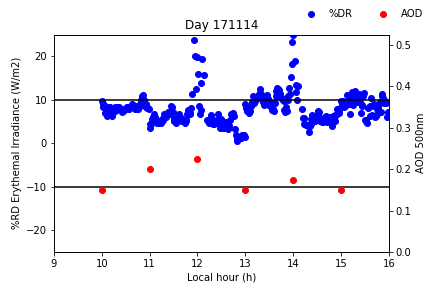 %DR AOD
Day 171114
%RD Erythemal Irradiance (W/m2)
20
10
0
−10
−20
9 10 11 12 13 14 15 16
Local hour (h)
0.5
0.4
0.3
0.2
0.1
0.0
AOD 500nm